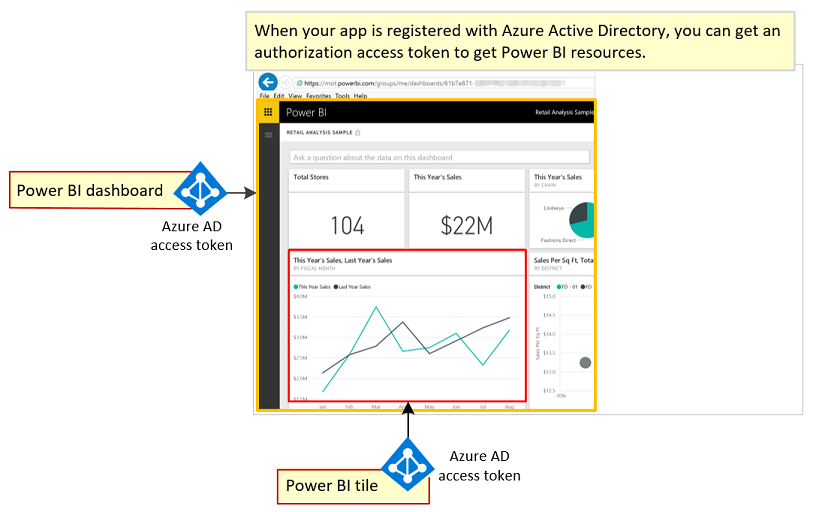 When your app is registered with Azure Active Directory, you can get an
authorization access token to get Power BI resources.
https://msit.powerbi.com/groups/me/dashboards/61b7e871-
File Edit View Favorites Tools Help
Power BI
Retail Analysis Sample
RETAIL ANALYSIS SAMPLE
Ask a question about the data on this dashboard
Total Stores
104
This Year's Sales
$22M
This Year's Sales
BY CHAIN
Lindseys
Fashions Direct
Power BI dashboard
Azure AD
access token
This Year's Sales, Last Year's Sales
BY FISCAL MONTH
This Year Sales Last Year Sales
$4.0M
$3.5M
$3.0M
$2.5M
$2.0M
$1.5M
Jan Feb Mar Apr May Jun Jul Aug
Sales Per Sq Ft, Tota
BY DISTRICT
District FD - 01 FD
Sales Per Sq Ft
$15.0
$14.5
$14.0
$13.5
$13.0
$12.5
-10%
Power BI tile
Azure AD
access token